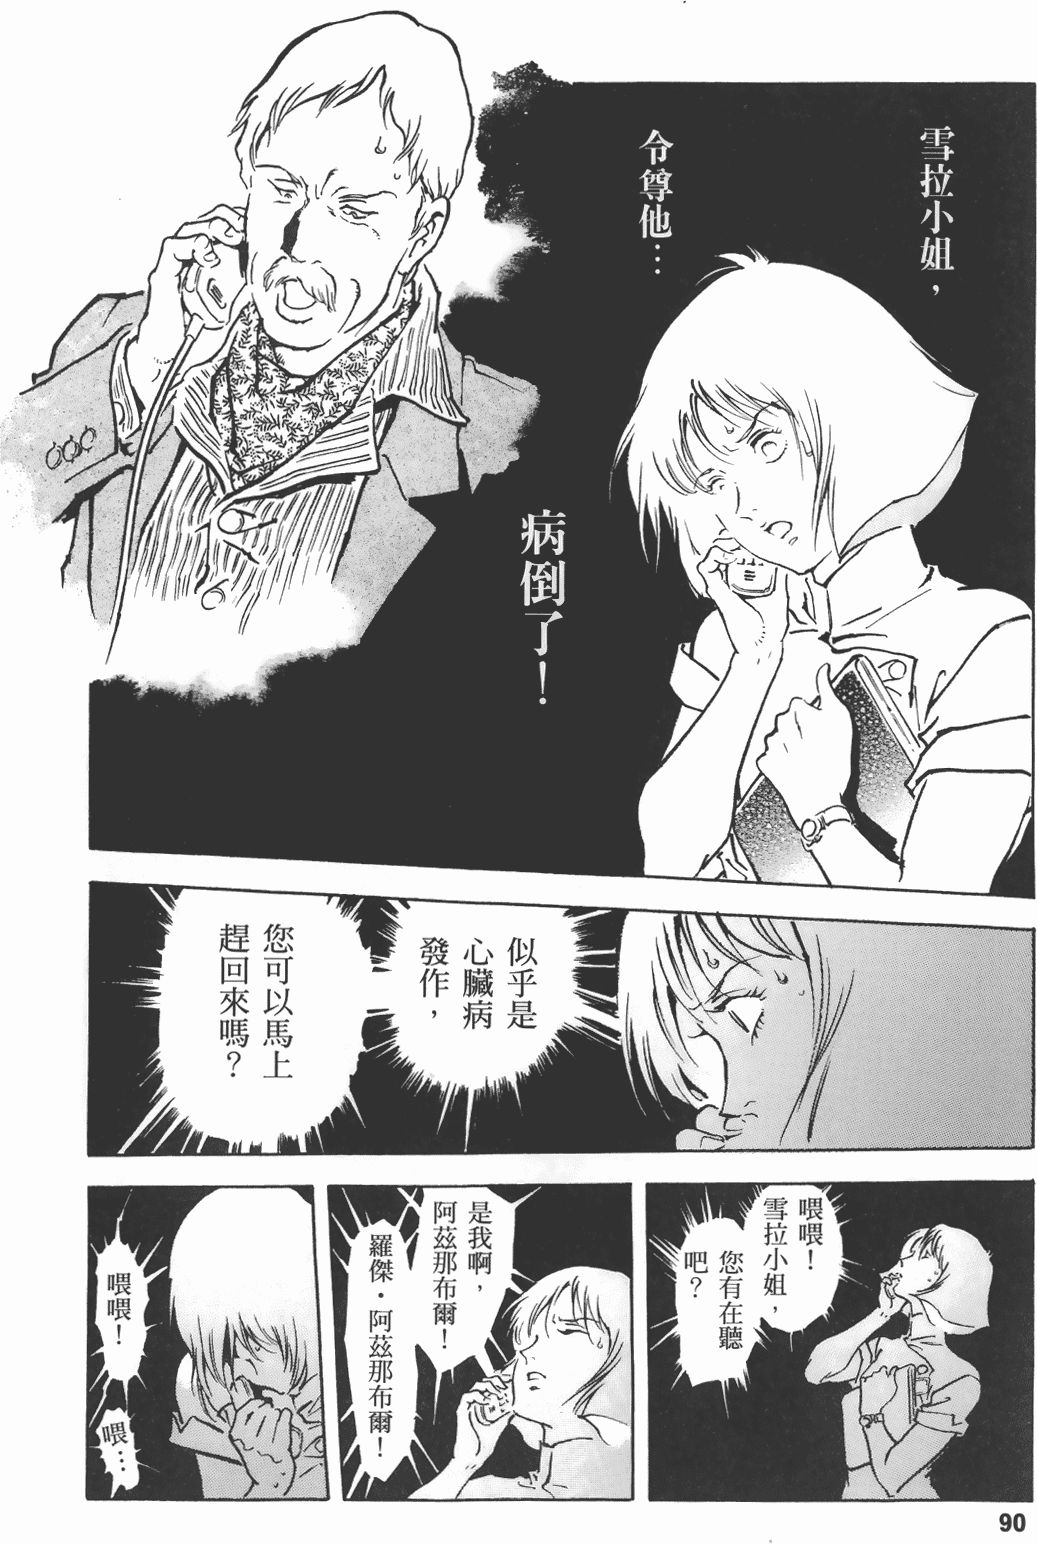 雪拉小姐，
令尊他…
病倒了！
似乎是
心臟病
發作，
您可以馬上
趕回來嗎？
喂喂！
雪拉小姐，
您有在聽
吧？
是我啊，
阿茲那布爾！
羅傑・阿茲那布爾！
喂喂！
喂…
90